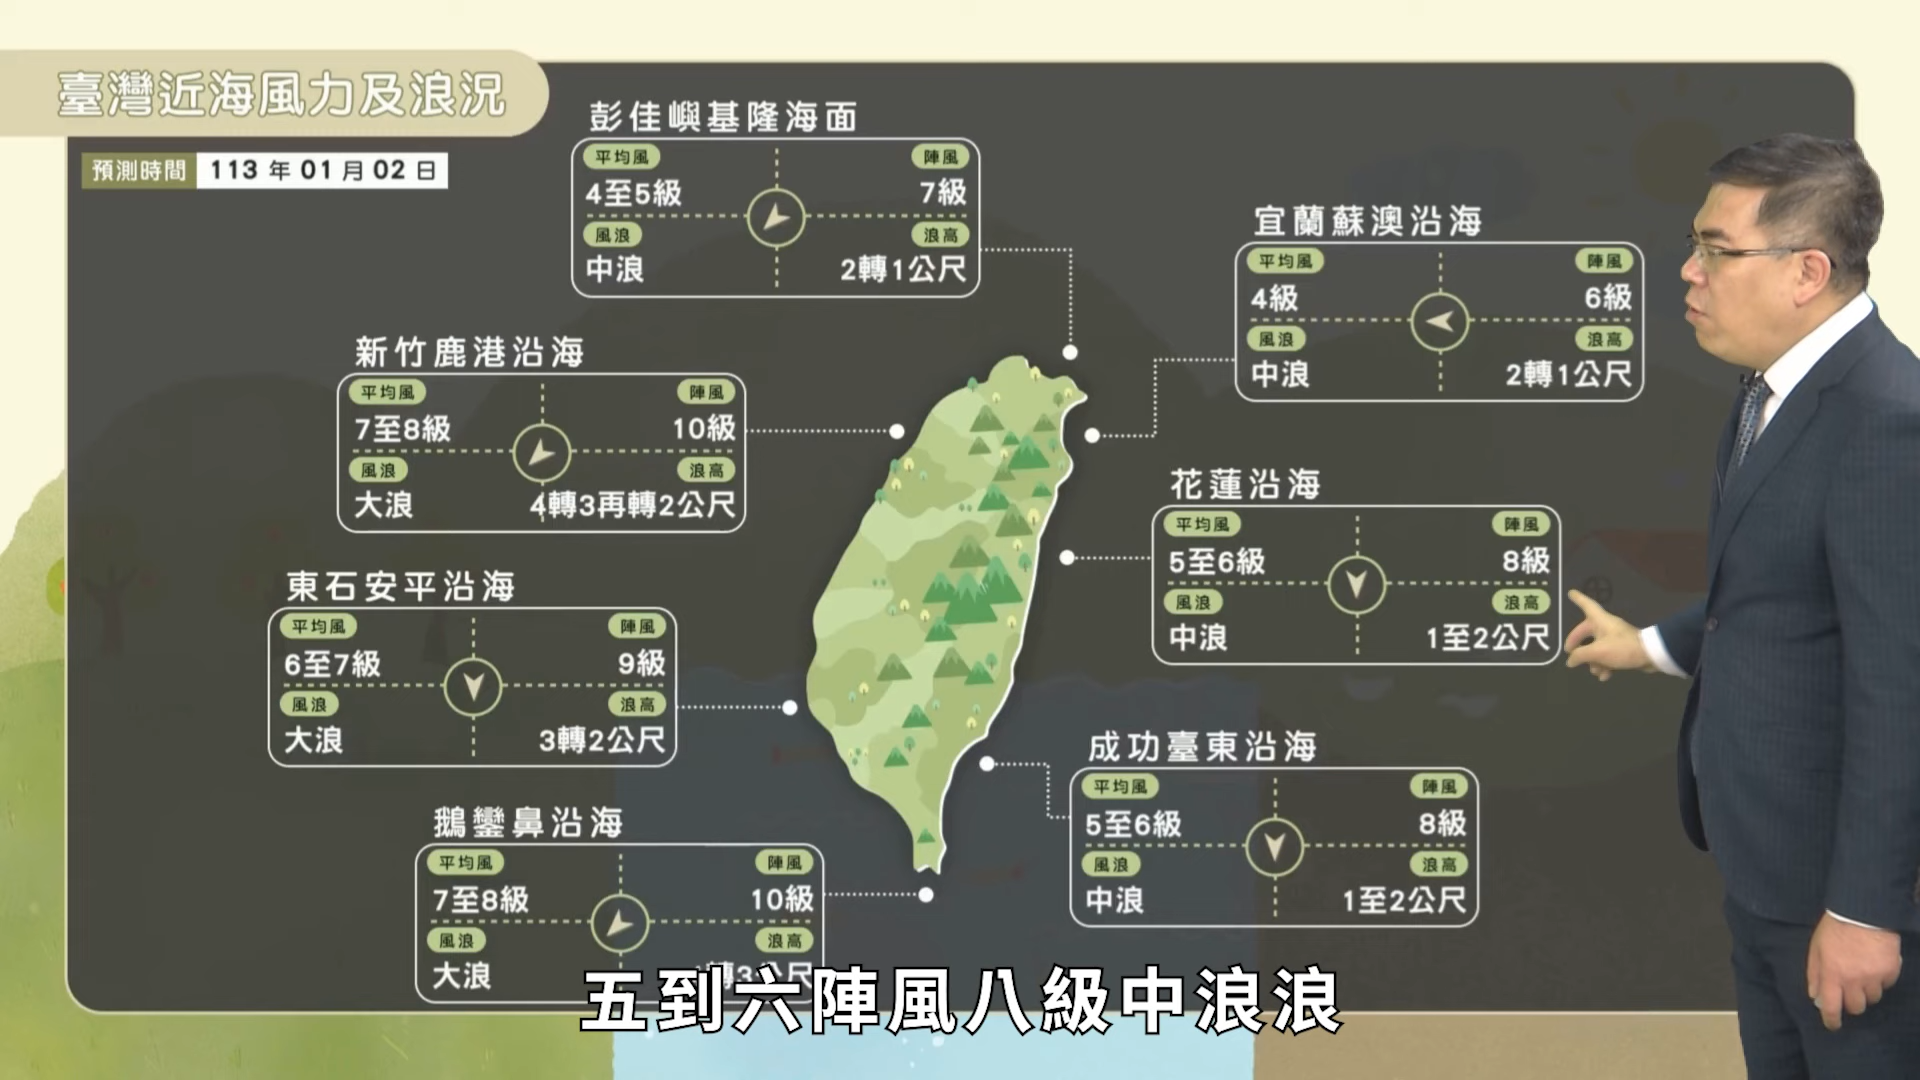 臺灣近海風力及浪況
預測時間 113 年 01 月 02 日
彭佳嶼基隆海面
平均風 陣風
4至5級 7級
風浪 浪高
中浪 2轉1公尺
宜蘭蘇澳沿海
平均風 陣風
4級 6級
風浪 浪高
中浪 2轉1公尺
新竹鹿港沿海
平均風 陣風
7至8級 10級
風浪 浪高
大浪 4轉3再轉2公尺
花蓮沿海
平均風 陣風
5至6級 8級
風浪 浪高
中浪 1至2公尺
東石安平沿海
平均風 陣風
6至7級 9級
風浪 浪高
大浪 3轉2公尺
成功臺東沿海
平均風 陣風
5至6級 8級
風浪 浪高
中浪 1至2公尺
鵝鑾鼻沿海
平均風 陣風
7至8級 10級
風浪 浪高
大浪 轉3公尺
五到六陣風八級中浪浪